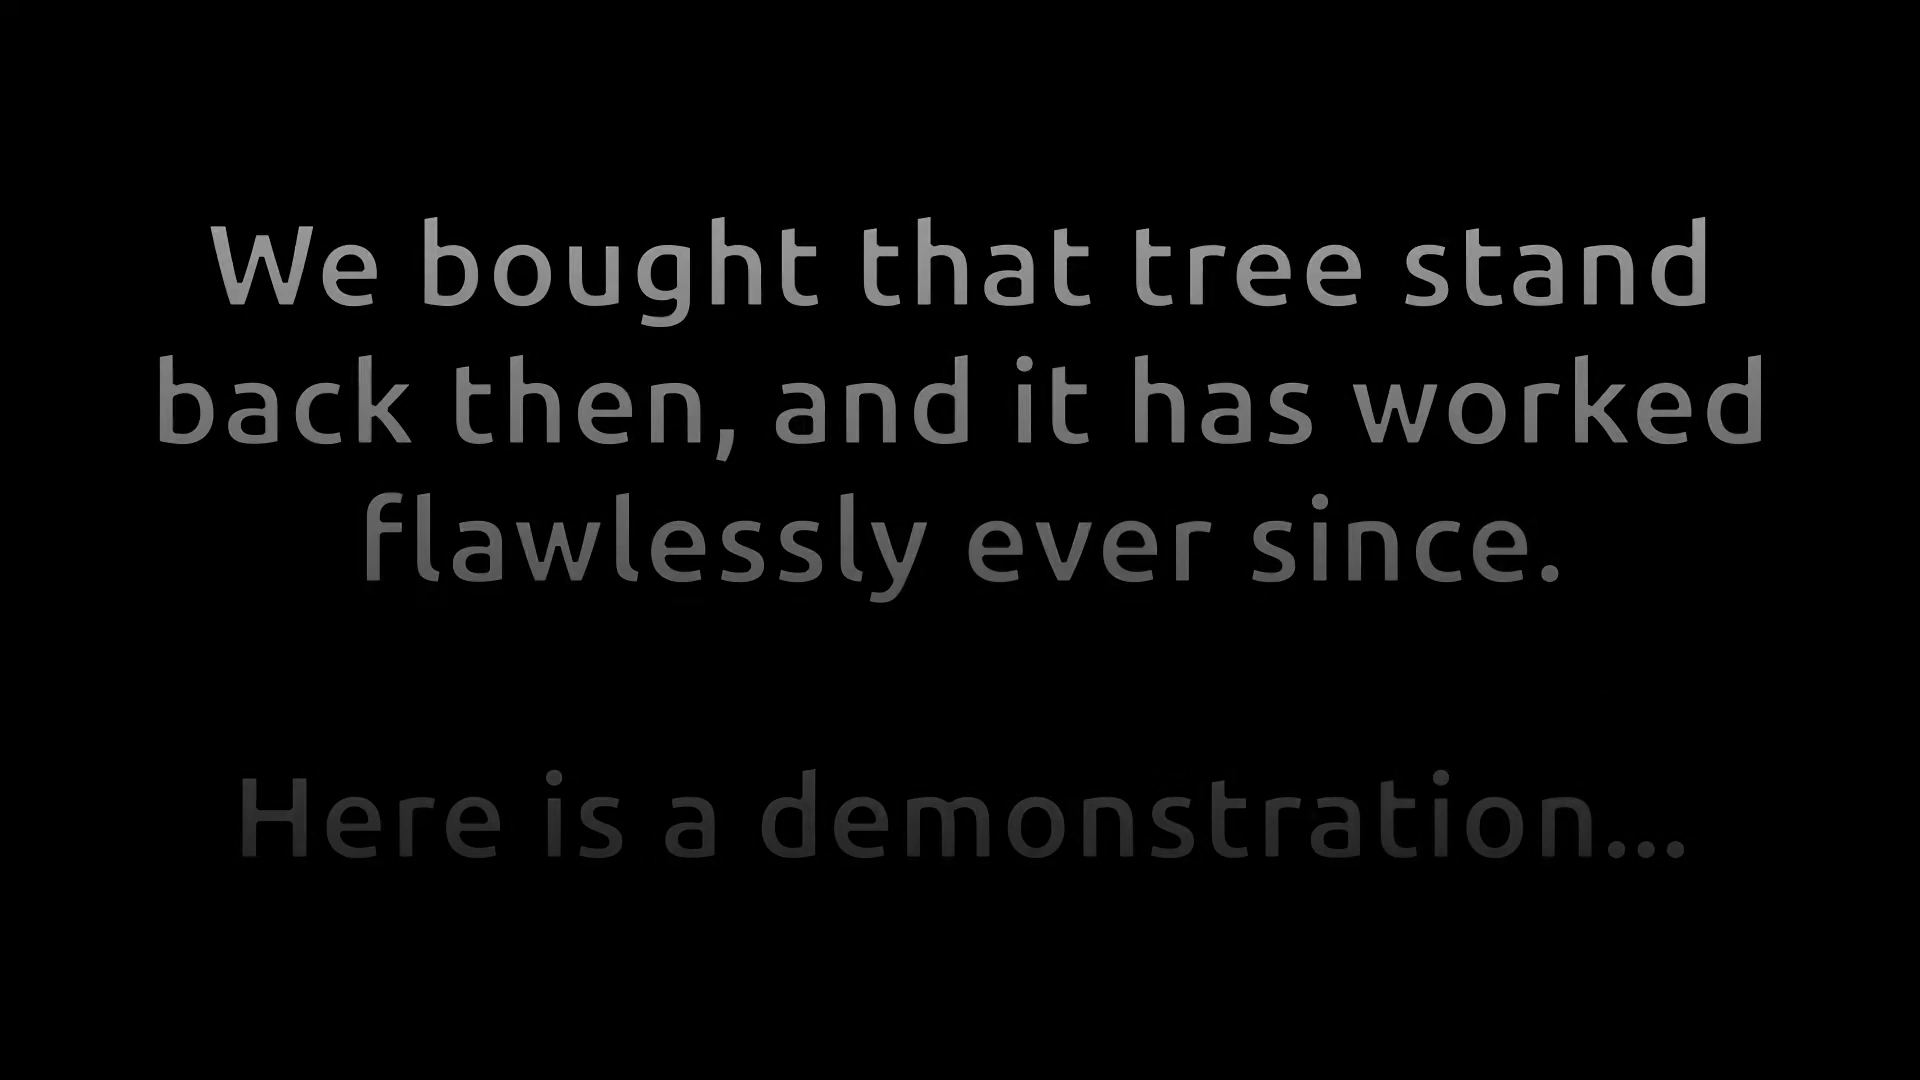 We bought that tree stand
back then, and it has worked
flawlessly ever since.
Here is a demonstration...